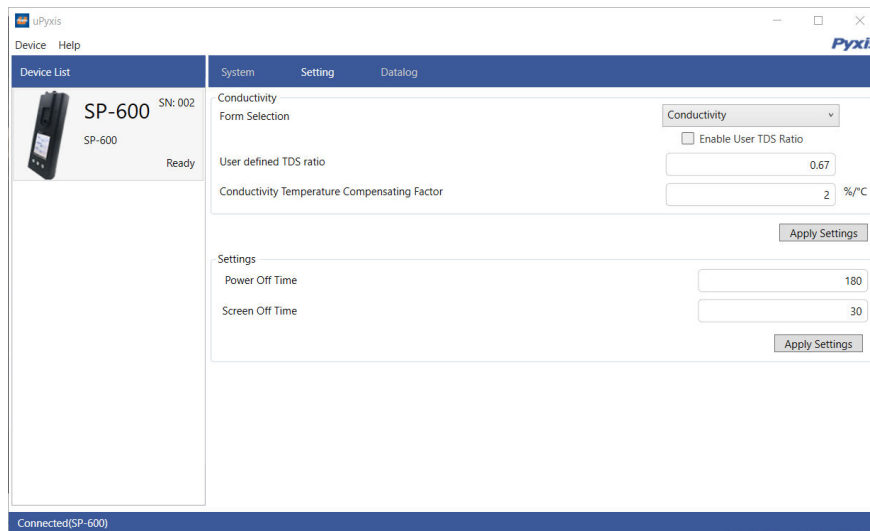 uPyxis
Device Help
Pyxis
Device List
System Setting Datalog
SP-600 SN: 002
SP-600
Ready
Conductivity
Form Selection Conductivity
Enable User TDS Ratio
User defined TDS ratio 0.67
Conductivity Temperature Compensating Factor 2 %/°C
Apply Settings
Settings
Power Off Time 180
Screen Off Time 30
Apply Settings
Connected(SP-600)